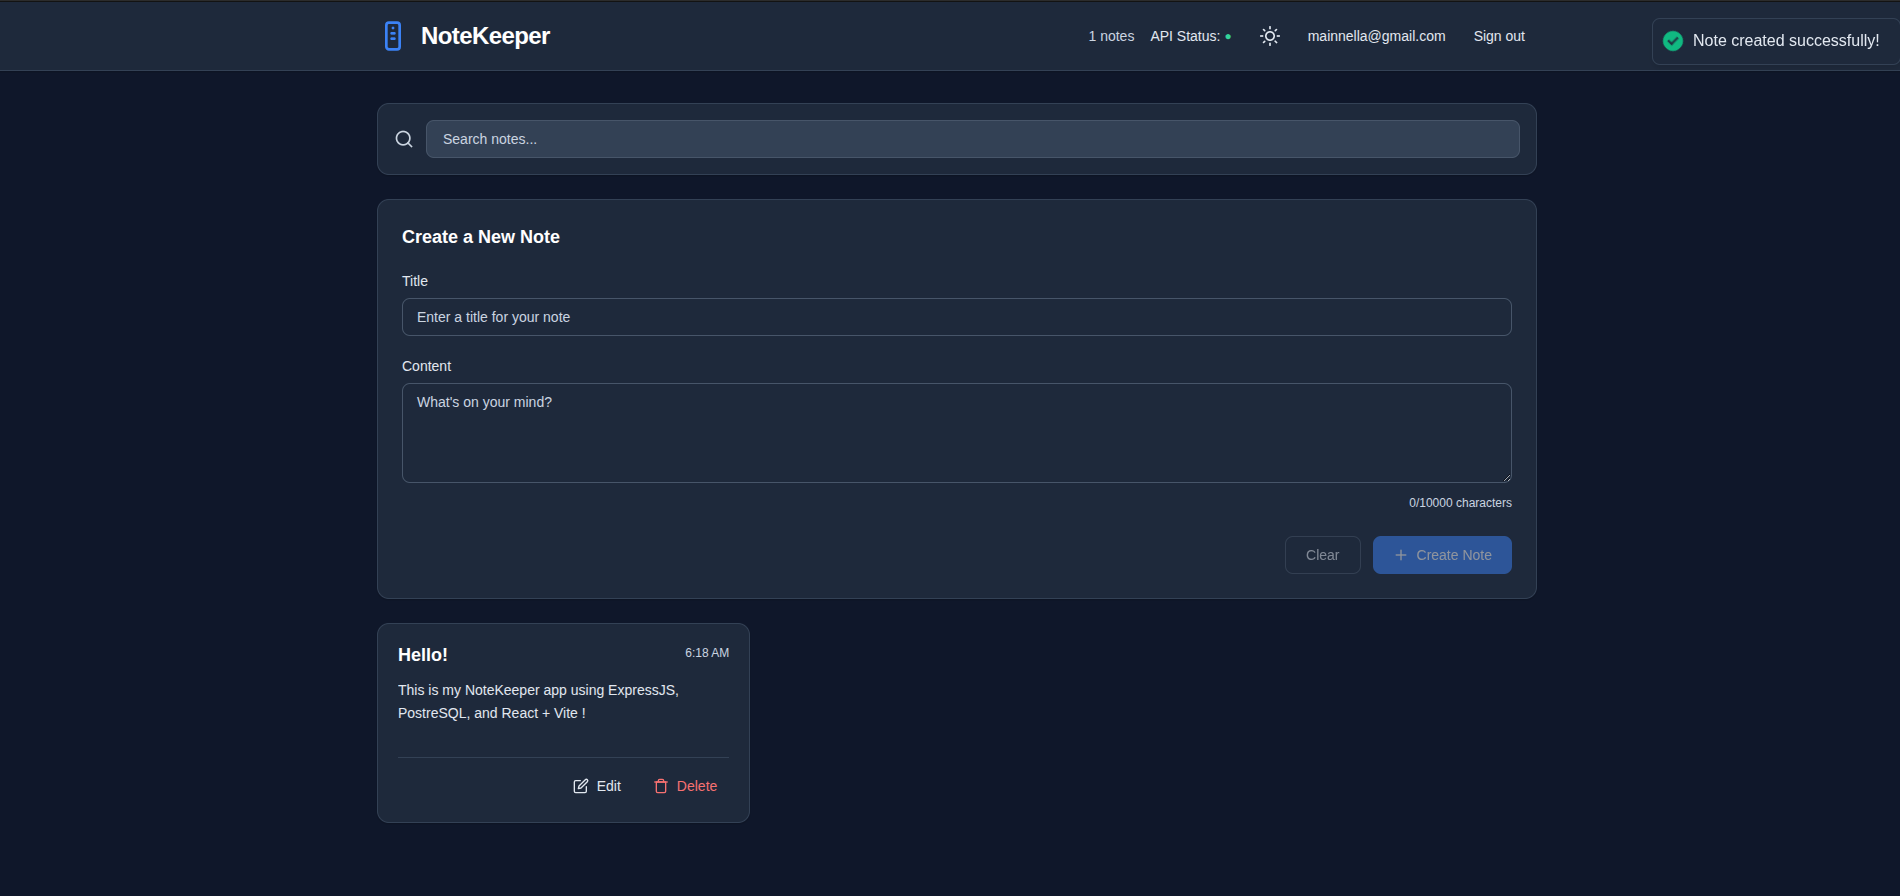 NoteKeeper
1 notes API Status:
mainnella@gmail.com
Sign out
Note created successfully!
Search notes...
Create a New Note
Title
Enter a title for your note
Content
What's on your mind?
0/10000 characters
Clear
Create Note
Hello!
6:18 AM
This is my NoteKeeper app using ExpressJS,
PostreSQL, and React + Vite !
Edit
Delete